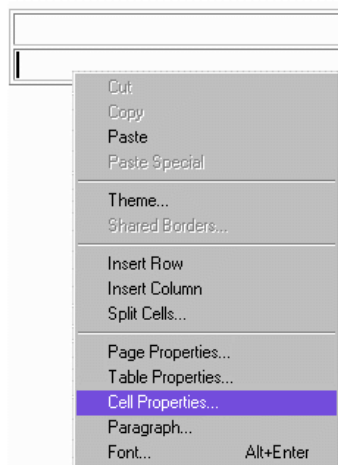 Cut
Copy
Paste
Paste Special
Theme...
Shared Borders...
Insert Row
Insert Column
Split Cells...
Page Properties...
Table Properties...
Cell Properties...
Paragraph...
Font... Alt+Enter